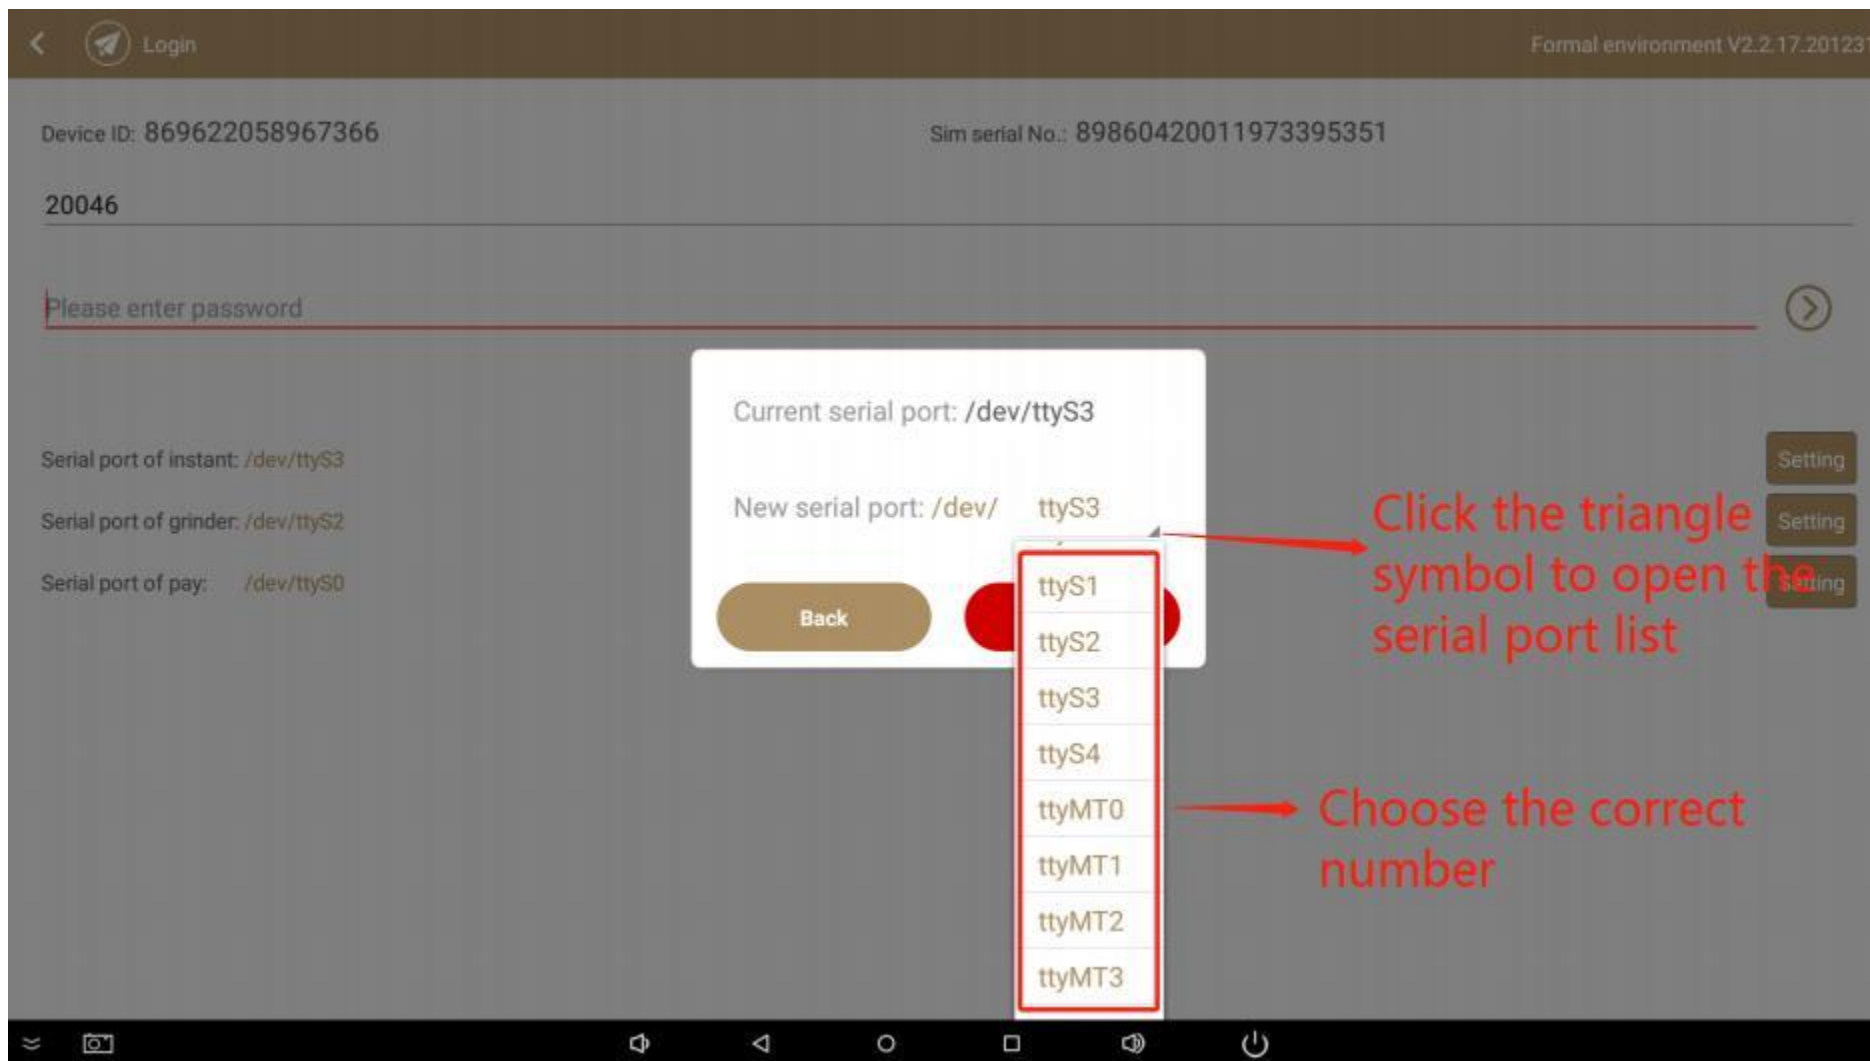 Login
Formal environment V2.2.17.201231
Device ID: 869622058967366
Sim serial No.: 89860420011973395351
20046
Please enter password
Current serial port: /dev/ttyS3
New serial port: /dev/ ttyS3
Serial port of instant: /dev/ttyS3
Setting
Serial port of grinder: /dev/ttyS2
Setting
Serial port of pay: /dev/ttyS0
Setting
Back
ttyS1
ttyS2
ttyS3
ttyS4
ttyMT0
ttyMT1
ttyMT2
ttyMT3
Click the triangle
symbol to open the
serial port list
Choose the correct
number